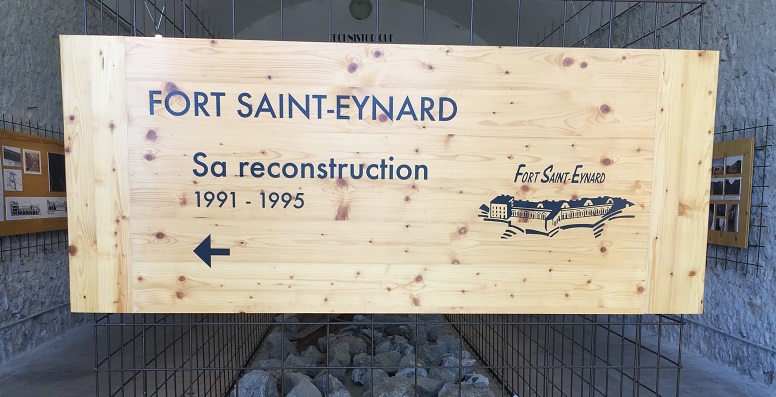 FORT SAINT-EYNARD
Sa reconstruction
1991 - 1995
FORT SAINT-EYNARD